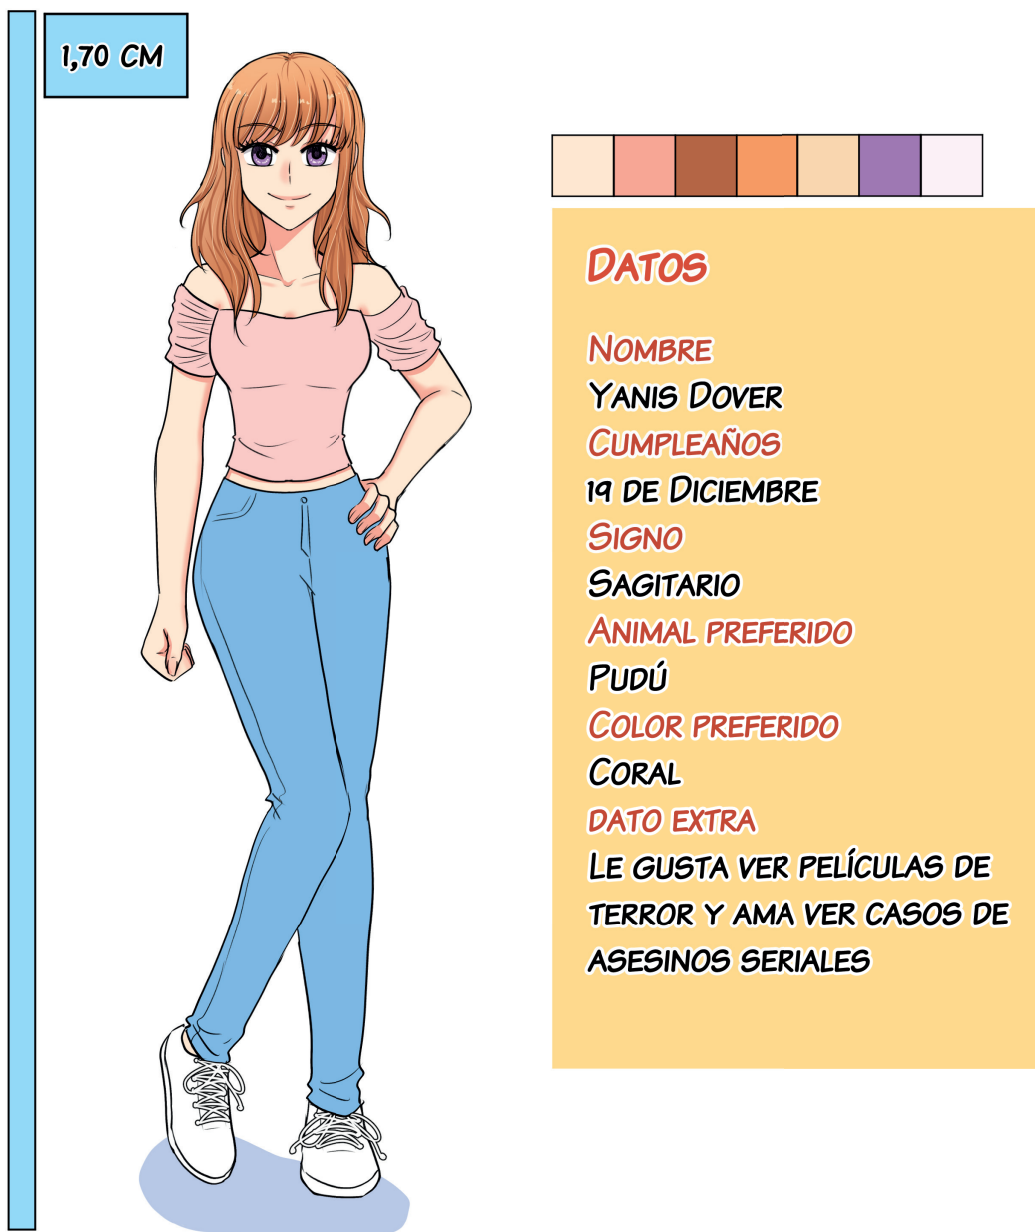 1,70 CM
DATOS
NOMBRE
YANIS DOVER
CUMPLEAÑOS
19 DE DICIEMBRE
SIGNO
SAGITARIO
ANIMAL PREFERIDO
PUDÚ
COLOR PREFERIDO
CORAL
DATO EXTRA
LE GUSTA VER PELÍCULAS DE
TERROR Y AMA VER CASOS DE
ASESINOS SERIALES